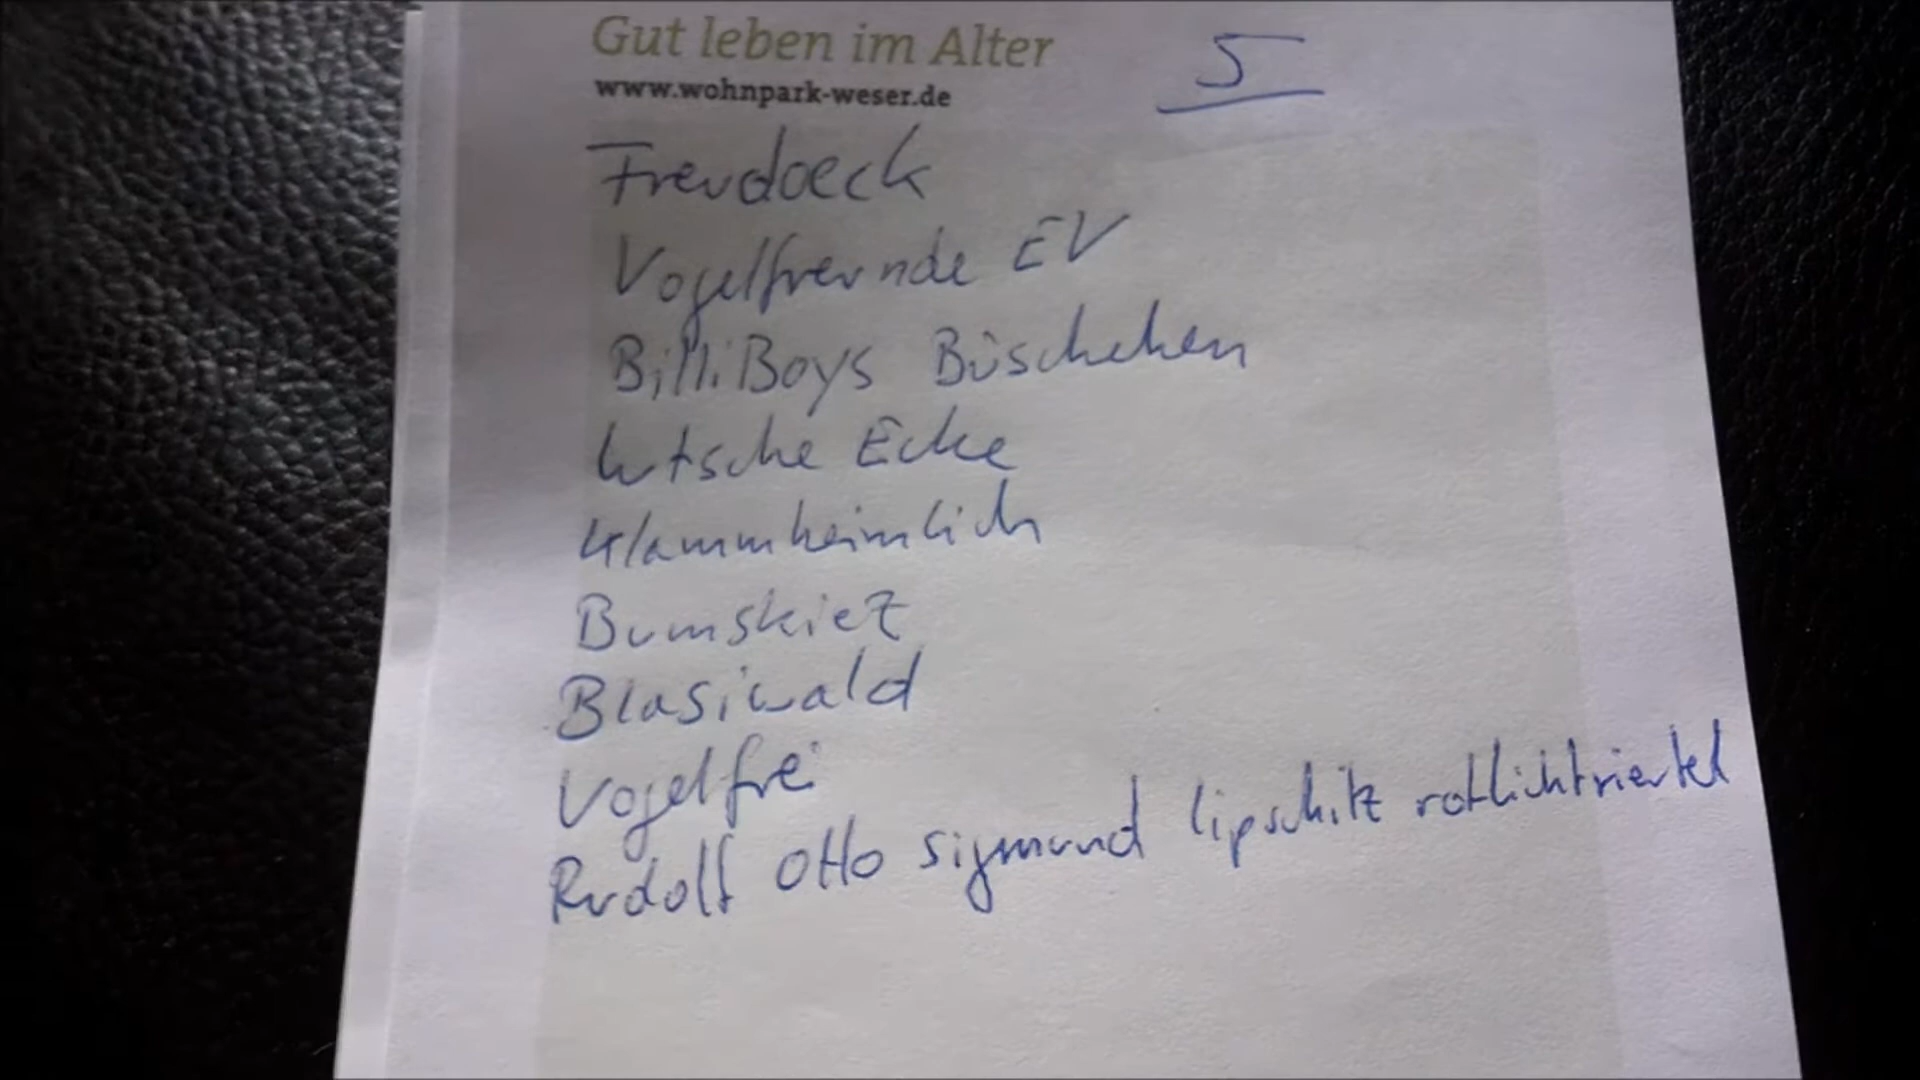 Gut leben im Alter
5
www.wohnpark-weser.de
Freudoeck
Vogelfreunde EV
BilliBoys Büschchen
Lutsche Ecke
Klammheimlich
Bumskiez
Blasiwald
Vogelfrei
Rudolf Otto Sigmund Lipschitz rotlichtviertel